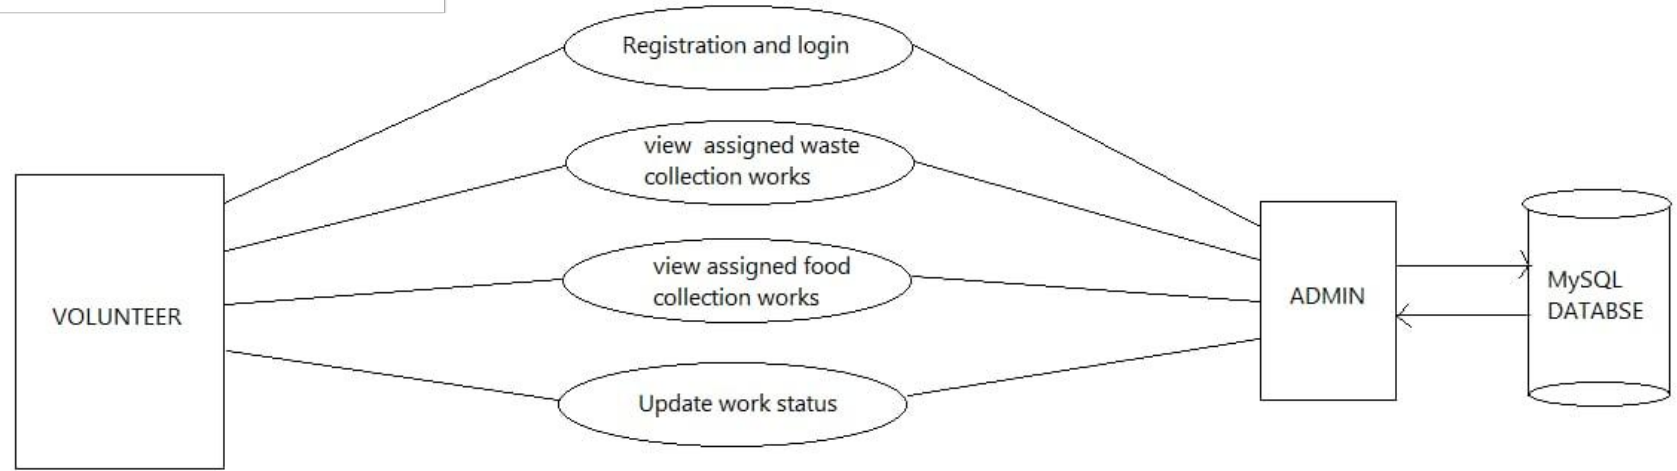 Registration and login
view assigned waste
collection works
view assigned food
collection works
Update work status
VOLUNTEER
ADMIN
MySQL
DATABSE